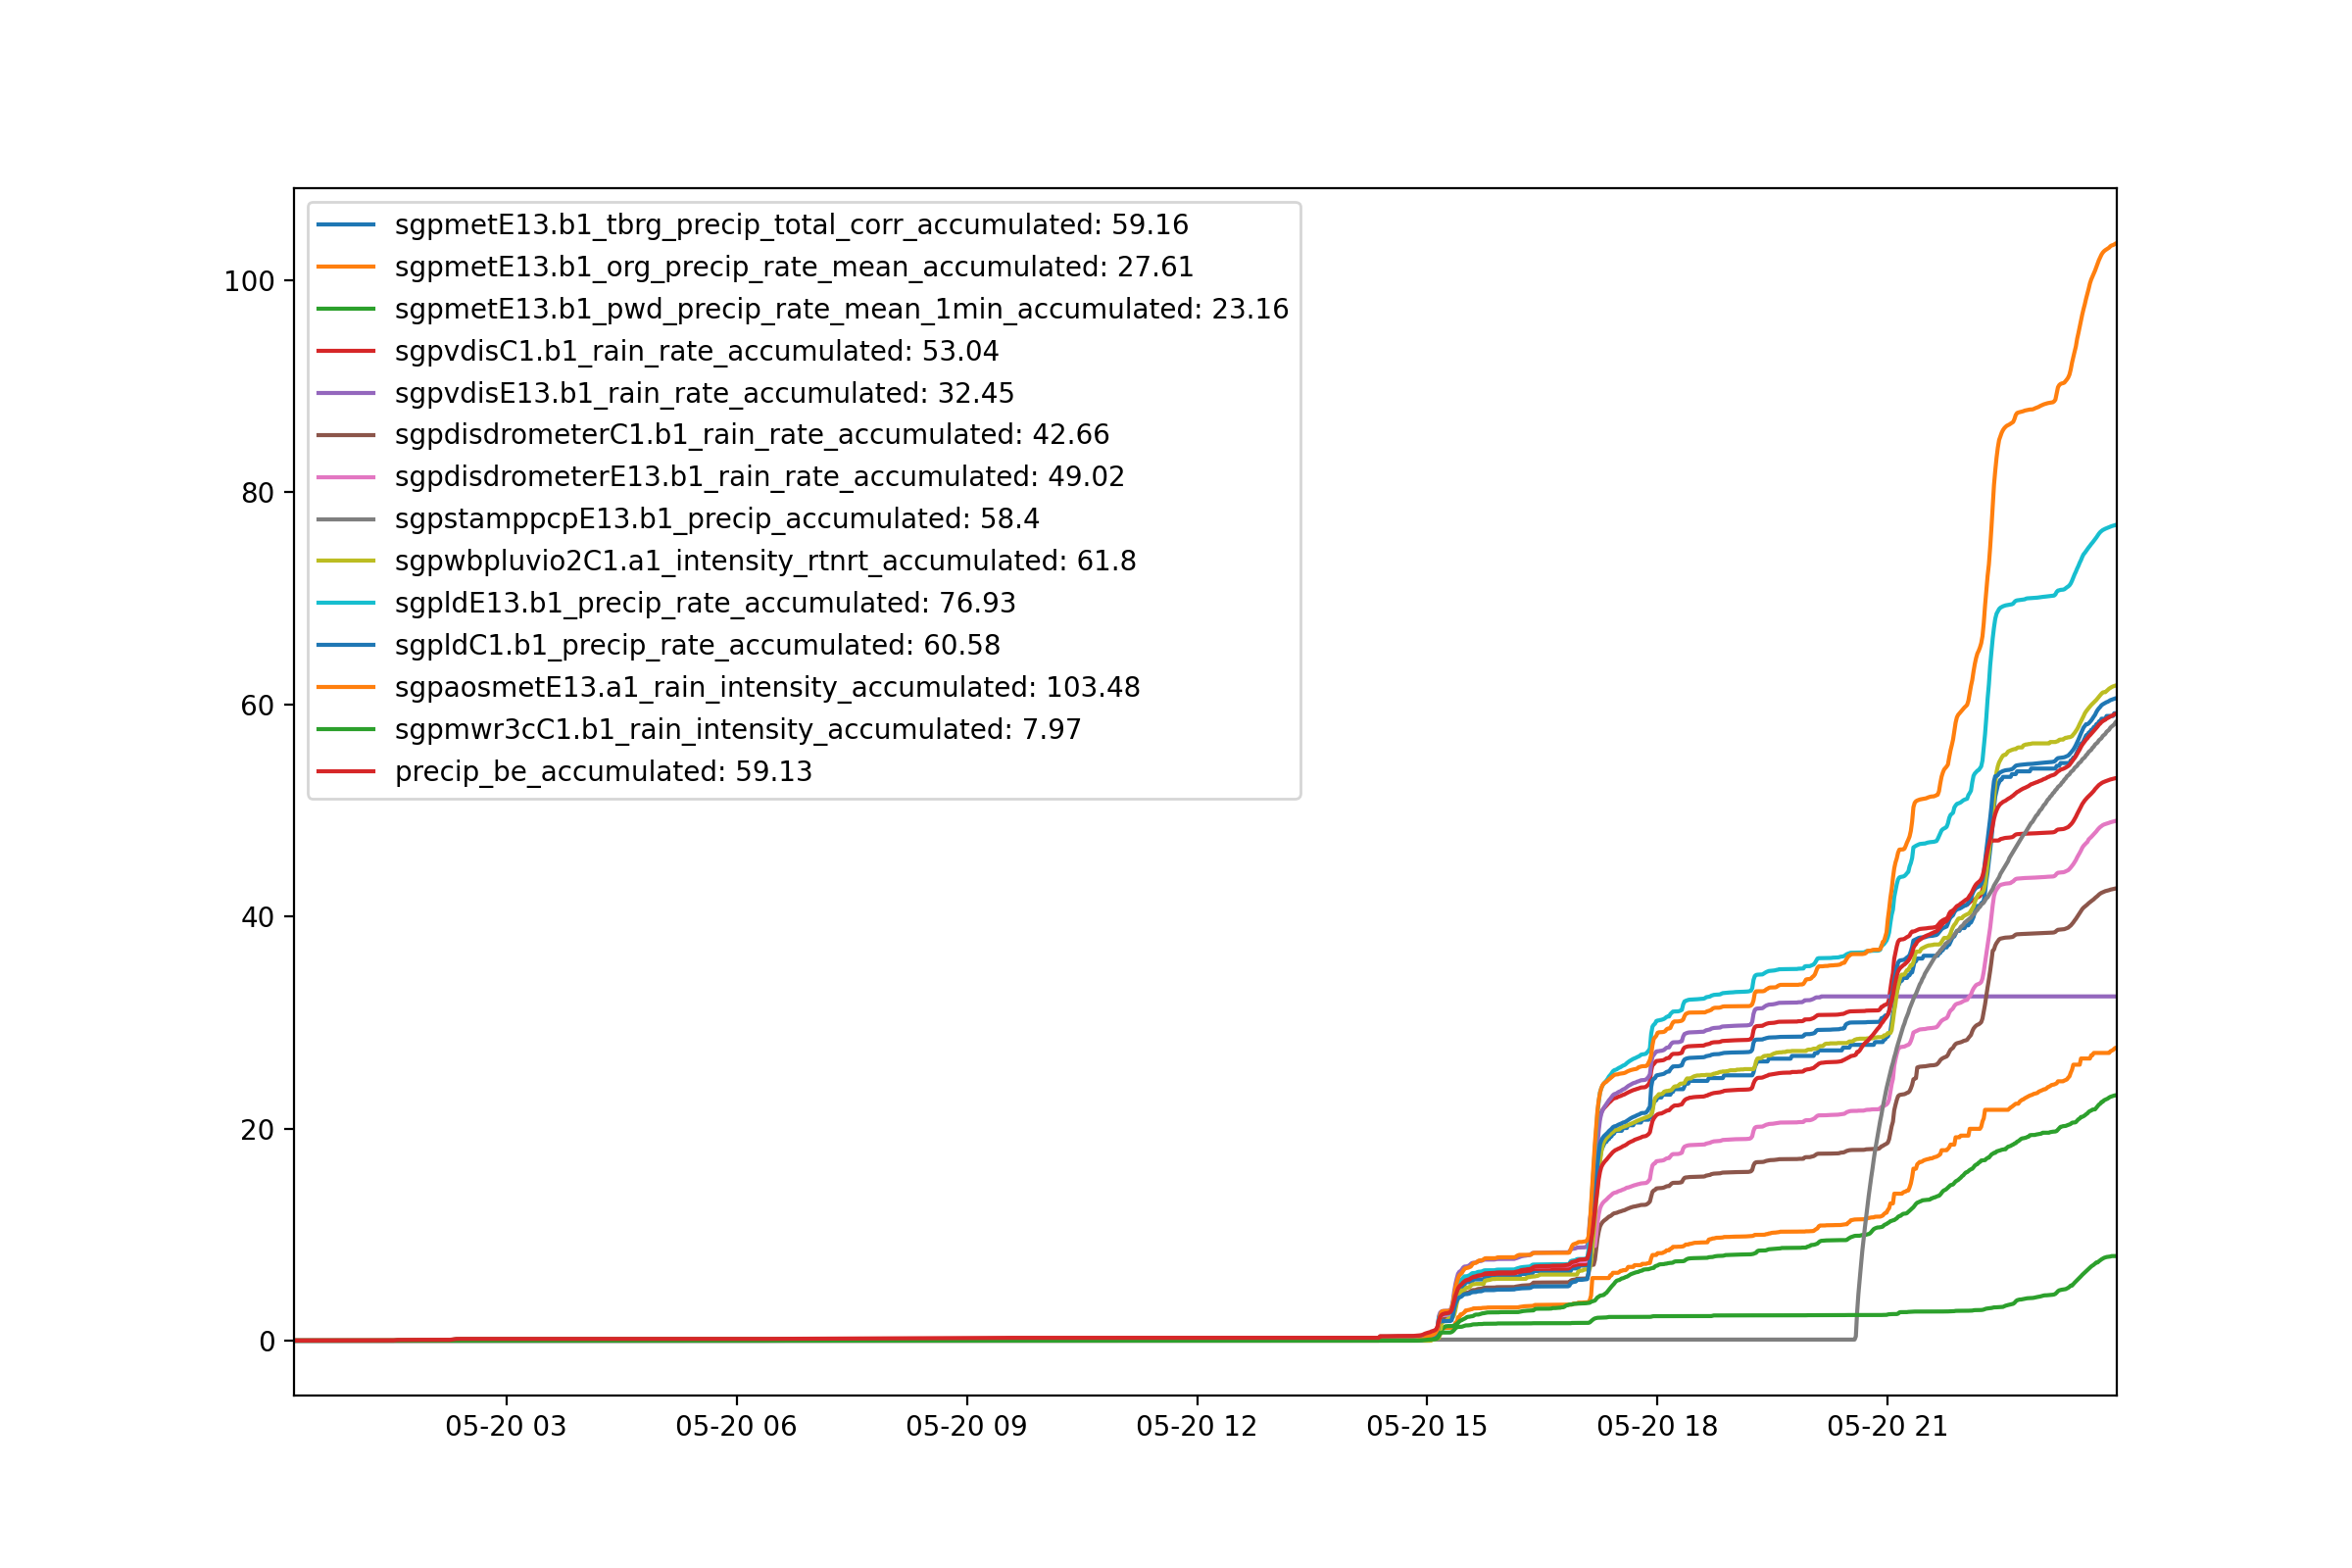 sgpmetE13.b1_tbrg_precip_total_corr_accumulated: 59.16
sgpmetE13.b1_org_precip_rate_mean_accumulated: 27.61
sgpmetE13.b1_pwd_precip_rate_mean_1min_accumulated: 23.16
sgpvdisC1.b1_rain_rate_accumulated: 53.04
sgpvdisE13.b1_rain_rate_accumulated: 32.45
sgpdisdrometerC1.b1_rain_rate_accumulated: 42.66
sgpdisdrometerE13.b1_rain_rate_accumulated: 49.02
sgpstamppcpE13.b1_precip_accumulated: 58.4
sgpwbpluvio2C1.a1_intensity_rtnrt_accumulated: 61.8
sgpldE13.b1_precip_rate_accumulated: 76.93
sgpldC1.b1_precip_rate_accumulated: 60.58
sgpaosmetE13.a1_rain_intensity_accumulated: 103.48
sgpmwr3cC1.b1_rain_intensity_accumulated: 7.97
precip_be_accumulated: 59.13
100
80
60
40
20
0
05-20 03 05-20 06 05-20 09 05-20 12 05-20 15 05-20 18 05-20 21